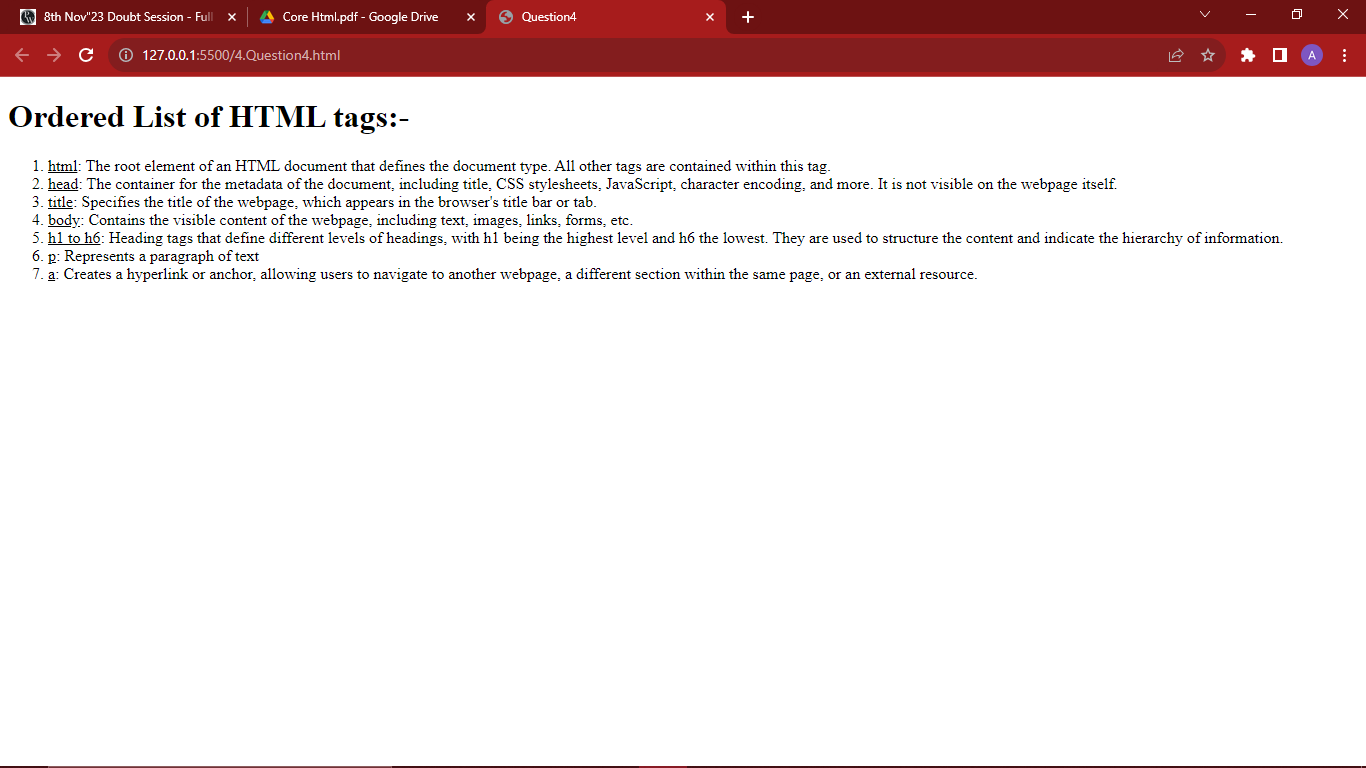 8th Nov"23 Doubt Session - Full
Core Html.pdf - Google Drive
Question4
127.0.0.1:5500/4.Question4.html
A
Ordered List of HTML tags:-
1. html: The root element of an HTML document that defines the document type. All other tags are contained within this tag.
2. head: The container for the metadata of the document, including title, CSS stylesheets, JavaScript, character encoding, and more. It is not visible on the webpage itself.
3. title: Specifies the title of the webpage, which appears in the browser's title bar or tab.
4. body: Contains the visible content of the webpage, including text, images, links, forms, etc.
5. h1 to h6: Heading tags that define different levels of headings, with h1 being the highest level and h6 the lowest. They are used to structure the content and indicate the hierarchy of information.
6. p: Represents a paragraph of text
7. a: Creates a hyperlink or anchor, allowing users to navigate to another webpage, a different section within the same page, or an external resource.